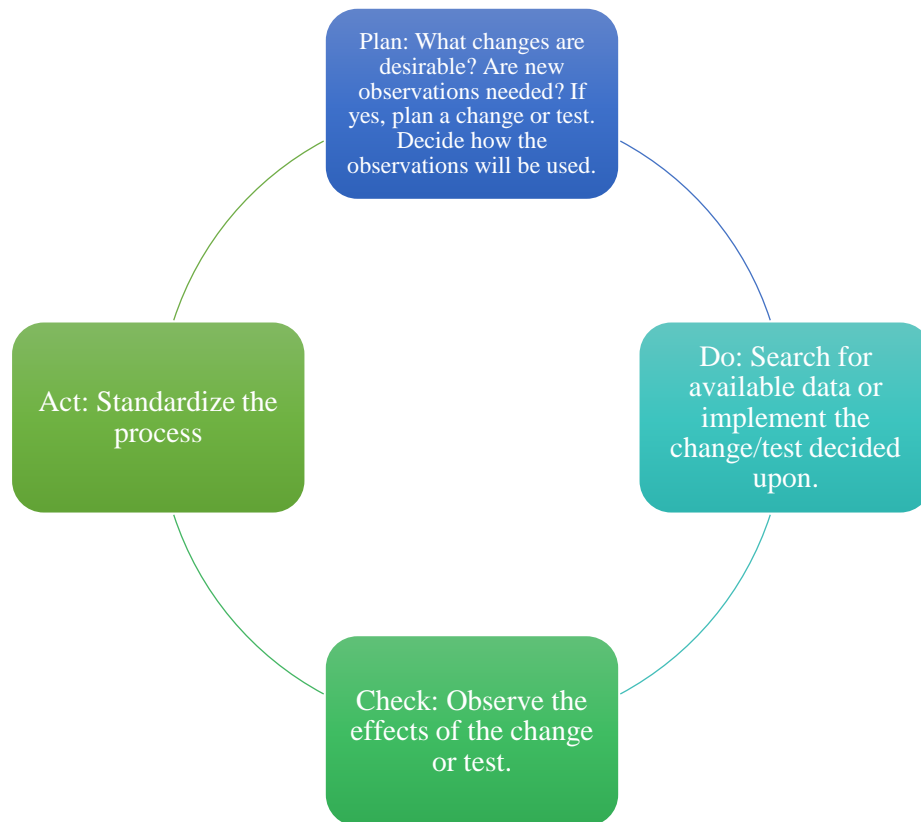 Plan: What changes are
desirable? Are new
observations needed? If
yes, plan a change or test.
Decide how the
observations will be used.
Do: Search for
available data or
implement the
change/test decided
upon.
Check: Observe the
effects of the change
or test.
Act: Standardize the
process